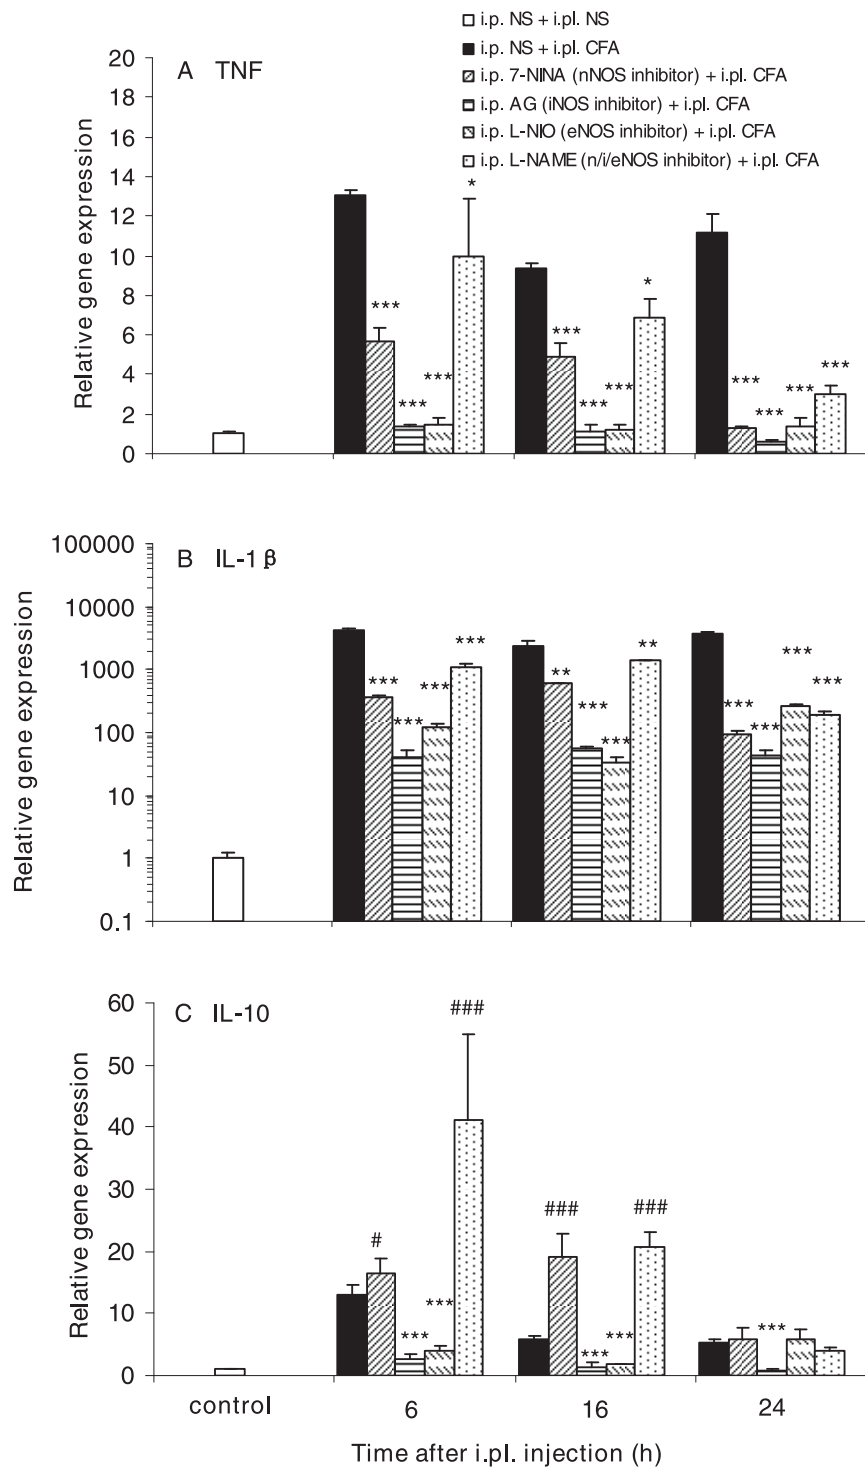 i.p. NS + i.pl. NS
i.p. NS + i.pl. CFA
i.p. 7-NINA (nNOS inhibitor) + i.pl. CFA
i.p. AG (iNOS inhibitor) + i.pl. CFA
i.p. L-NIO (eNOS inhibitor) + i.pl. CFA
i.p. L-NAME (n/i/eNOS inhibitor) + i.pl. CFA
A TNF
Relative gene expression
20
18
16
14
12
10
8
6
4
2
0
*** *** *** *
*** *** *** *
*** *** *** ***
B IL-1 β
Relative gene expression
100000
10000
1000
100
10
1
0.1
*** *** *** ***
** *** *** **
*** *** *** ***
C IL-10
Relative gene expression
60
50
40
30
20
10
0
# *** *** ###
### *** *** ###
***
control 6 16 24
Time after i.pl. injection (h)